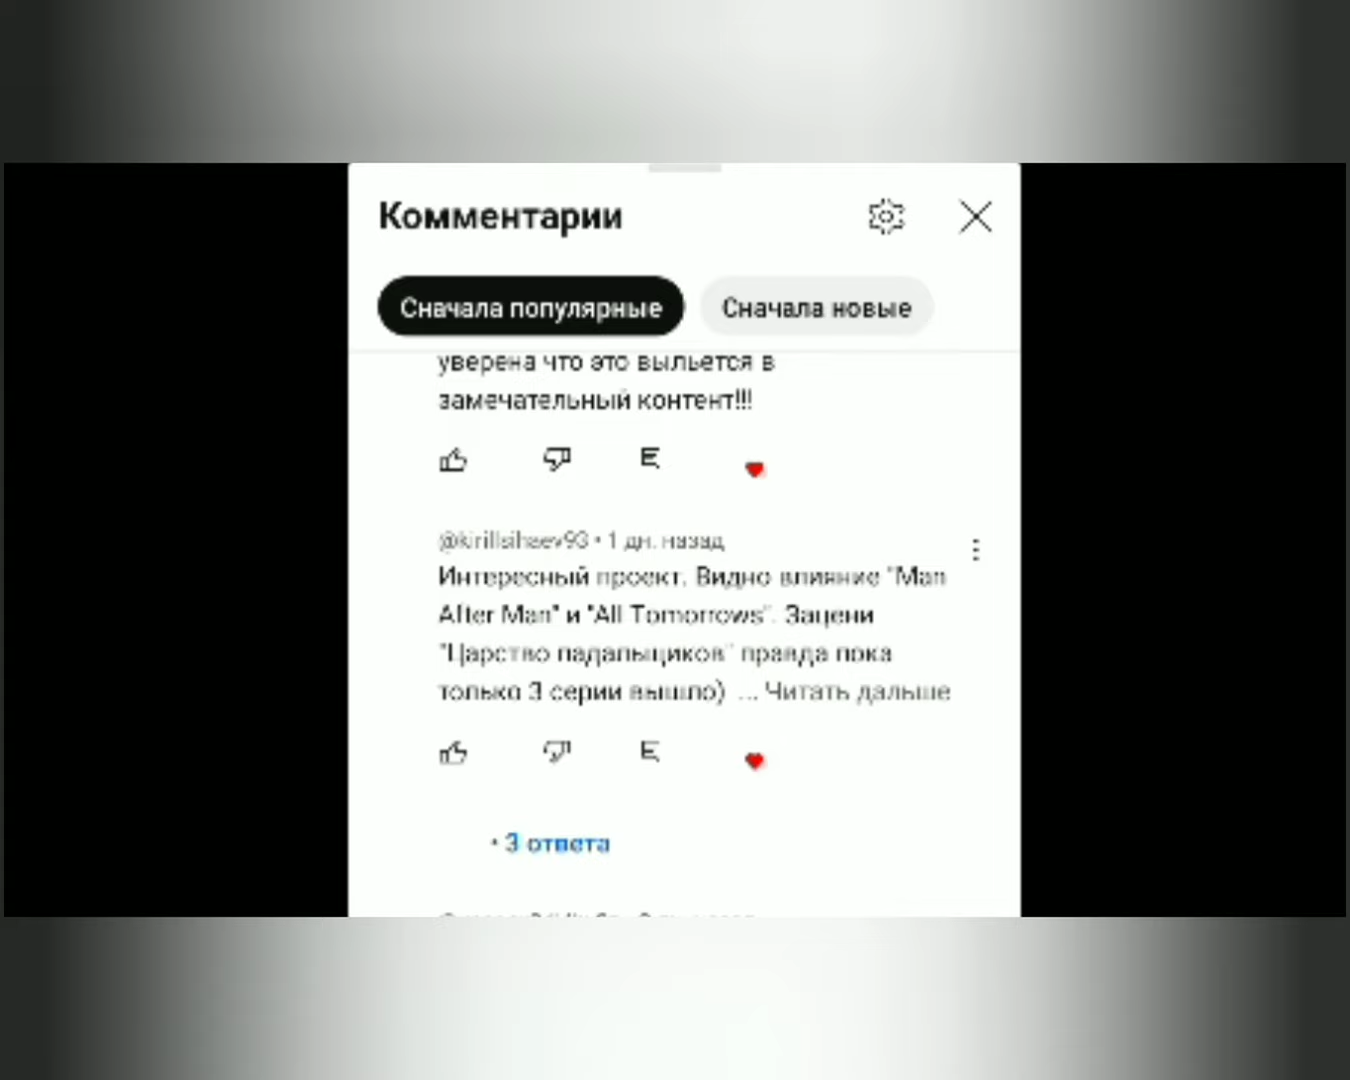 Комментарии
Сначала популярные
Сначала новые
уверена что это выльется в
замечательный контент!!!
@kirillsihaev93 • 1 дн. назад
Интересный проект. Видно влияние "Man
After Man" и "All Tomorrows". Зацени
"Царство падальщиков" правда пока
только 3 серии вышло) ... Читать дальше
• 3 ответа